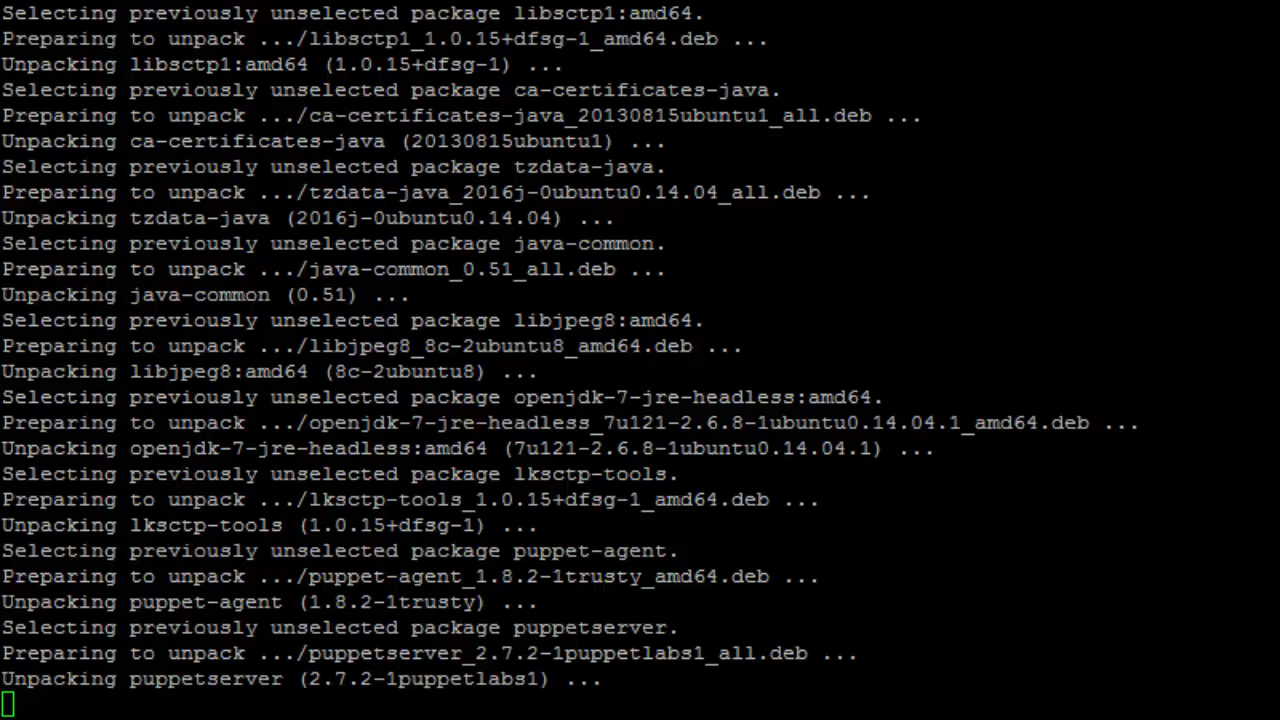 Selecting previously unselected package libsctp1:amd64.
Preparing to unpack .../libsctp1_1.0.15+dfsg-1_amd64.deb ...
Unpacking libsctp1:amd64 (1.0.15+dfsg-1) ...
Selecting previously unselected package ca-certificates-java.
Preparing to unpack .../ca-certificates-java_20130815ubuntu1_all.deb ...
Unpacking ca-certificates-java (20130815ubuntu1) ...
Selecting previously unselected package tzdata-java.
Preparing to unpack .../tzdata-java_2016j-0ubuntu0.14.04_all.deb ...
Unpacking tzdata-java (2016j-0ubuntu0.14.04) ...
Selecting previously unselected package java-common.
Preparing to unpack .../java-common_0.51_all.deb ...
Unpacking java-common (0.51) ...
Selecting previously unselected package libjpeg8:amd64.
Preparing to unpack .../libjpeg8_8c-2ubuntu8_amd64.deb ...
Unpacking libjpeg8:amd64 (8c-2ubuntu8) ...
Selecting previously unselected package openjdk-7-jre-headless:amd64.
Preparing to unpack .../openjdk-7-jre-headless_7u121-2.6.8-1ubuntu0.14.04.1_amd64.deb ...
Unpacking openjdk-7-jre-headless:amd64 (7u121-2.6.8-1ubuntu0.14.04.1) ...
Selecting previously unselected package lksctp-tools.
Preparing to unpack .../lksctp-tools_1.0.15+dfsg-1_amd64.deb ...
Unpacking lksctp-tools (1.0.15+dfsg-1) ...
Selecting previously unselected package puppet-agent.
Preparing to unpack .../puppet-agent_1.8.2-1trusty_amd64.deb ...
Unpacking puppet-agent (1.8.2-1trusty) ...
Selecting previously unselected package puppetserver.
Preparing to unpack .../puppetserver_2.7.2-1puppetlabs1_all.deb ...
Unpacking puppetserver (2.7.2-1puppetlabs1) ...